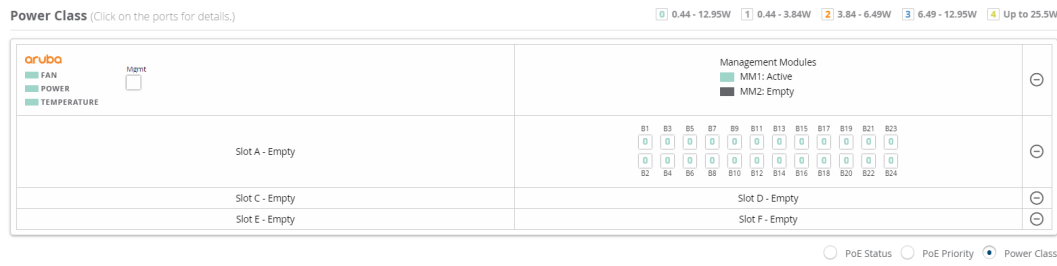 Power Class (Click on the ports for details.)
0 0.44 - 12.95W 1 0.44 - 3.84W 2 3.84 - 6.49W 3 6.49 - 12.95W 4 Up to 25.5W
aruba
FAN
POWER
TEMPERATURE
Mgmt
Management Modules
MM1: Active
MM2: Empty
Slot A - Empty
B1 B3 B5 B7 B9 B11 B13 B15 B17 B19 B21 B23
0 0 0 0 0 0 0 0 0 0 0 0
0 0 0 0 0 0 0 0 0 0 0 0
B2 B4 B6 B8 B10 B12 B14 B16 B18 B20 B22 B24
Slot C - Empty
Slot D - Empty
Slot E - Empty
Slot F - Empty
PoE Status PoE Priority Power Class